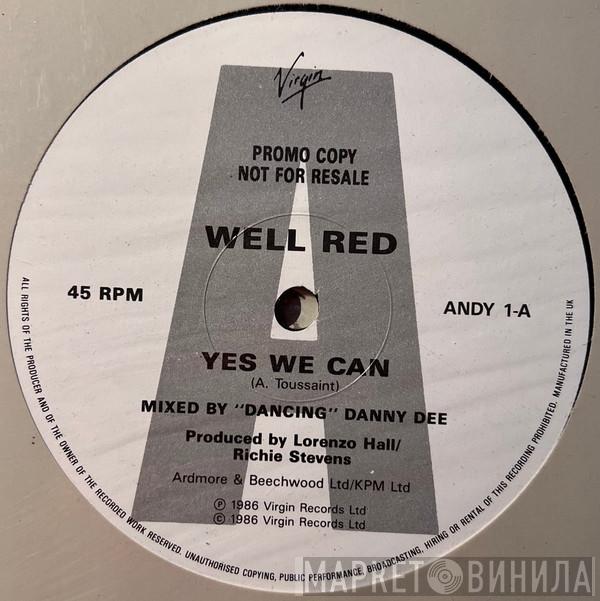 Virgin
PROMO COPY
NOT FOR RESALE
WELL RED
45 RPM
ANDY 1-A
YES WE CAN
(A. Toussaint)
MIXED BY "DANCING" DANNY DEE
Produced by Lorenzo Hall/
Richie Stevens
Ardmore & Beechwood Ltd/KPM Ltd
Ⓟ 1986 Virgin Records Ltd
© 1986 Virgin Records Ltd
ALL RIGHTS OF THE PRODUCER AND OF THE OWNER OF THE RECORDED WORK RESERVED. UNAUTHORISED COPYING, PUBLIC PERFORMANCE, BROADCASTING, HIRING OR RENTAL OF THIS RECORDING PROHIBITED. MANUFACTURED IN THE UK
МАРКЕТ ВИНИЛА